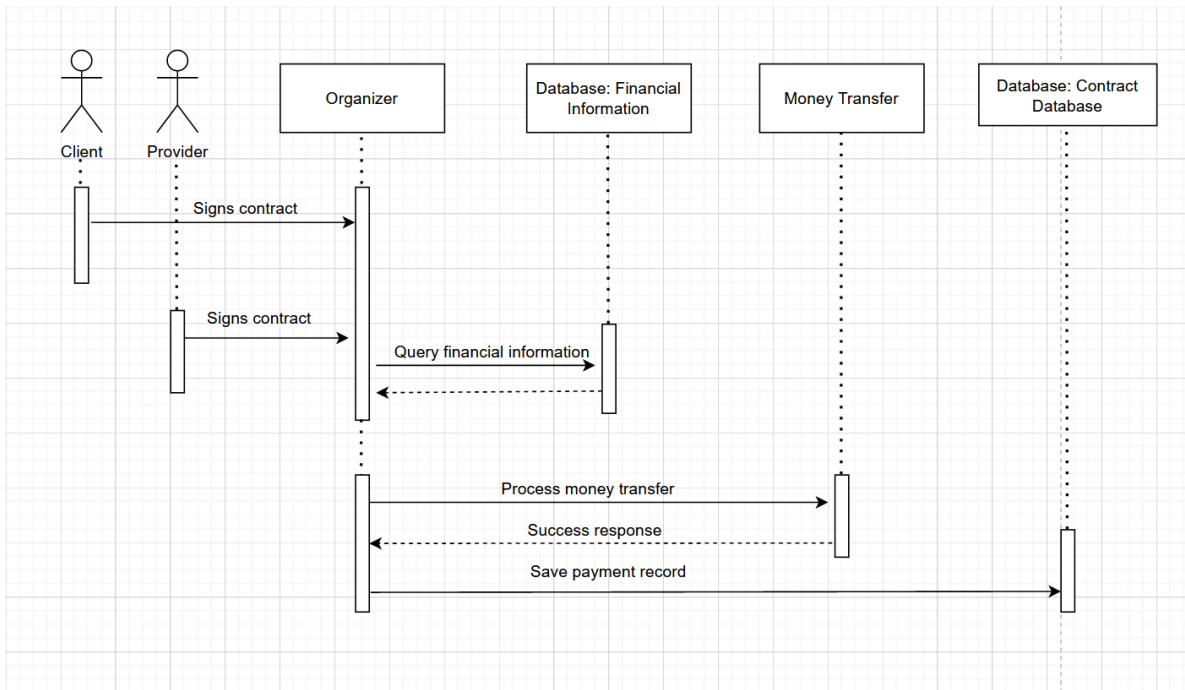 Client
Provider
Organizer
Database: Financial
Information
Money Transfer
Database: Contract
Database
Signs contract
Signs contract
Query financial information
Process money transfer
Success response
Save payment record